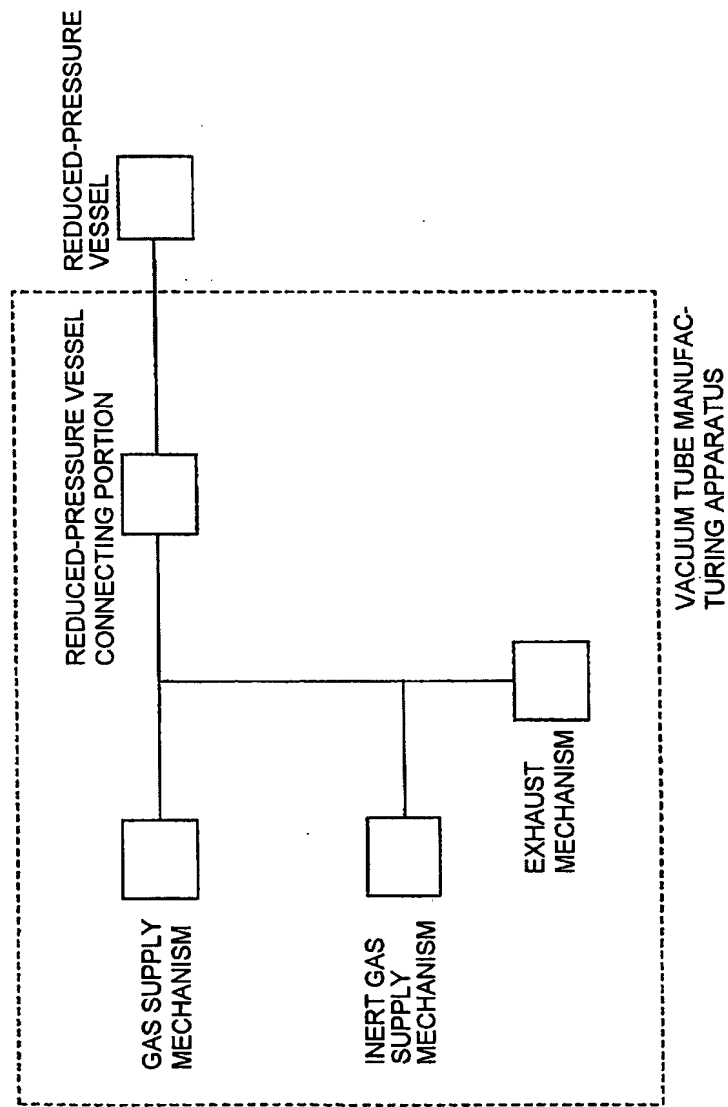 REDUCED-PRESSURE
VESSEL
REDUCED-PRESSURE VESSEL
CONNECTING PORTION
GAS SUPPLY
MECHANISM
INERT GAS
SUPPLY
MECHANISM
EXHAUST
MECHANISM
VACUUM TUBE MANUFAC-
TURING APPARATUS